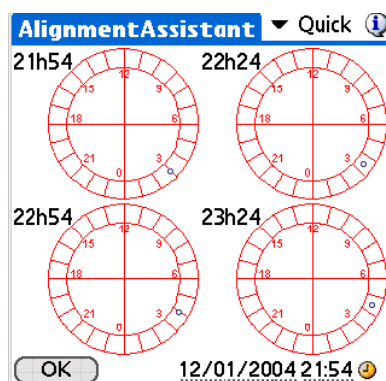 AlignmentAssistant Quick i
21h54 22h24
12 12
15 9 15 9
18 6 18 6
21 3 21 3
0 0
22h54 23h24
12 12
15 9 15 9
18 6 18 6
21 3 21 3
0 0
OK 12/01/2004 21:54